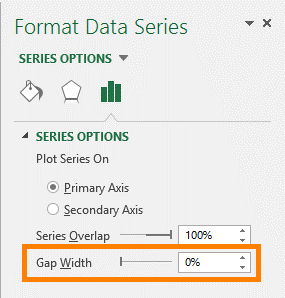 Format Data Series
SERIES OPTIONS
SERIES OPTIONS
Plot Series On
Primary Axis
Secondary Axis
Series Overlap 100%
Gap Width 0%